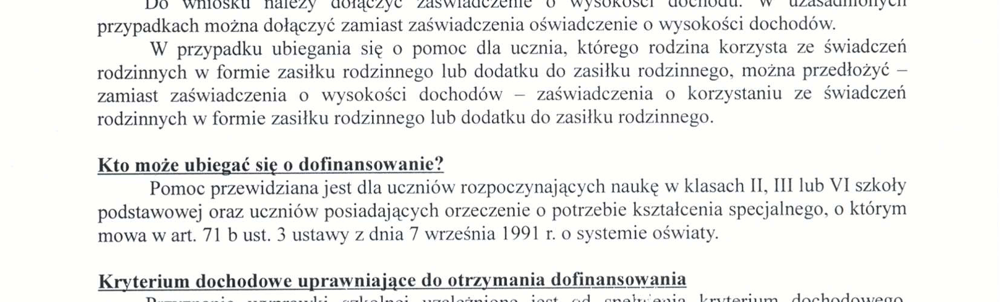 Do wniosku należy dołączyć zaświadczenie o wysokości dochodu. W uzasadnionych
przypadkach można dołączyć zamiast zaświadczenia oświadczenie o wysokości dochodów.
W przypadku ubiegania się o pomoc dla ucznia, którego rodzina korzysta ze świadczeń
rodzinnych w formie zasiłku rodzinnego lub dodatku do zasiłku rodzinnego, można przedłożyć –
zamiast zaświadczenia o wysokości dochodów – zaświadczenia o korzystaniu ze świadczeń
rodzinnych w formie zasiłku rodzinnego lub dodatku do zasiłku rodzinnego.
Kto może ubiegać się o dofinansowanie?
Pomoc przewidziana jest dla uczniów rozpoczynających naukę w klasach II, III lub VI szkoły
podstawowej oraz uczniów posiadających orzeczenie o potrzebie kształcenia specjalnego, o którym
mowa w art. 71 b ust. 3 ustawy z dnia 7 września 1991 r. o systemie oświaty.
Kryterium dochodowe uprawniające do otrzymania dofinansowania
Przyznanie wyprawki szkolnej uzależnione jest od spełnienia kryterium dochodowego.